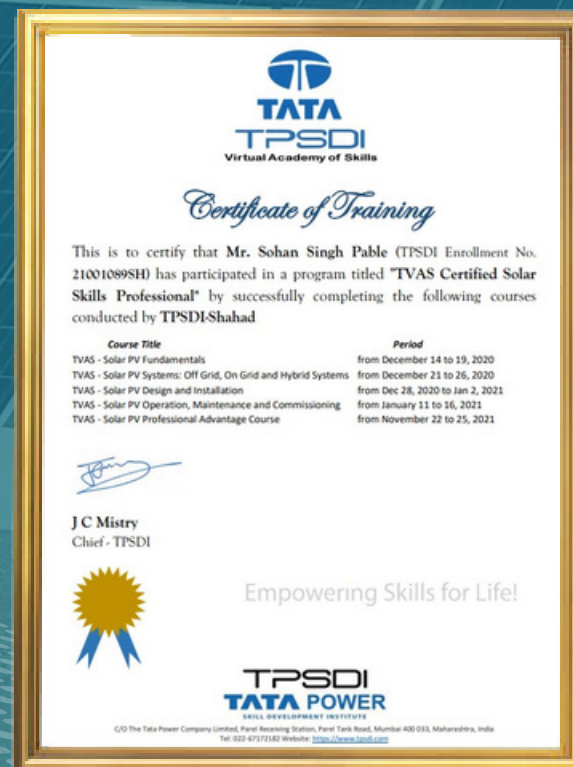 TATA
TPSDI
Virtual Academy of Skills
Certificate of Training
This is to certify that Mr. Sohan Singh Pable (TPSDI Enrollment No.
21001089SH) has participated in a program titled "TVAS Certified Solar
Skills Professional" by successfully completing the following courses
conducted by TPSDI-Shahad
Course Title Period
TVAS - Solar PV Fundamentals from December 14 to 19, 2020
TVAS - Solar PV Systems: Off Grid, On Grid and Hybrid Systems from December 21 to 26, 2020
TVAS - Solar PV Design and Installation from Dec 28, 2020 to Jan 2, 2021
TVAS - Solar PV Operation, Maintenance and Commissioning from January 11 to 16, 2021
TVAS - Solar PV Professional Advantage Course from November 22 to 25, 2021
J C Mistry
Chief - TPSDI
Empowering Skills for Life!
TPSDI
TATA POWER
SKILL DEVELOPMENT INSTITUTE
C/O The Tata Power Company Limited, Parel Receiving Station, Parel Tank Road, Mumbai 400 033, Maharashtra, India
Tel: 022-67172182 Website: https://www.tpsdi.com